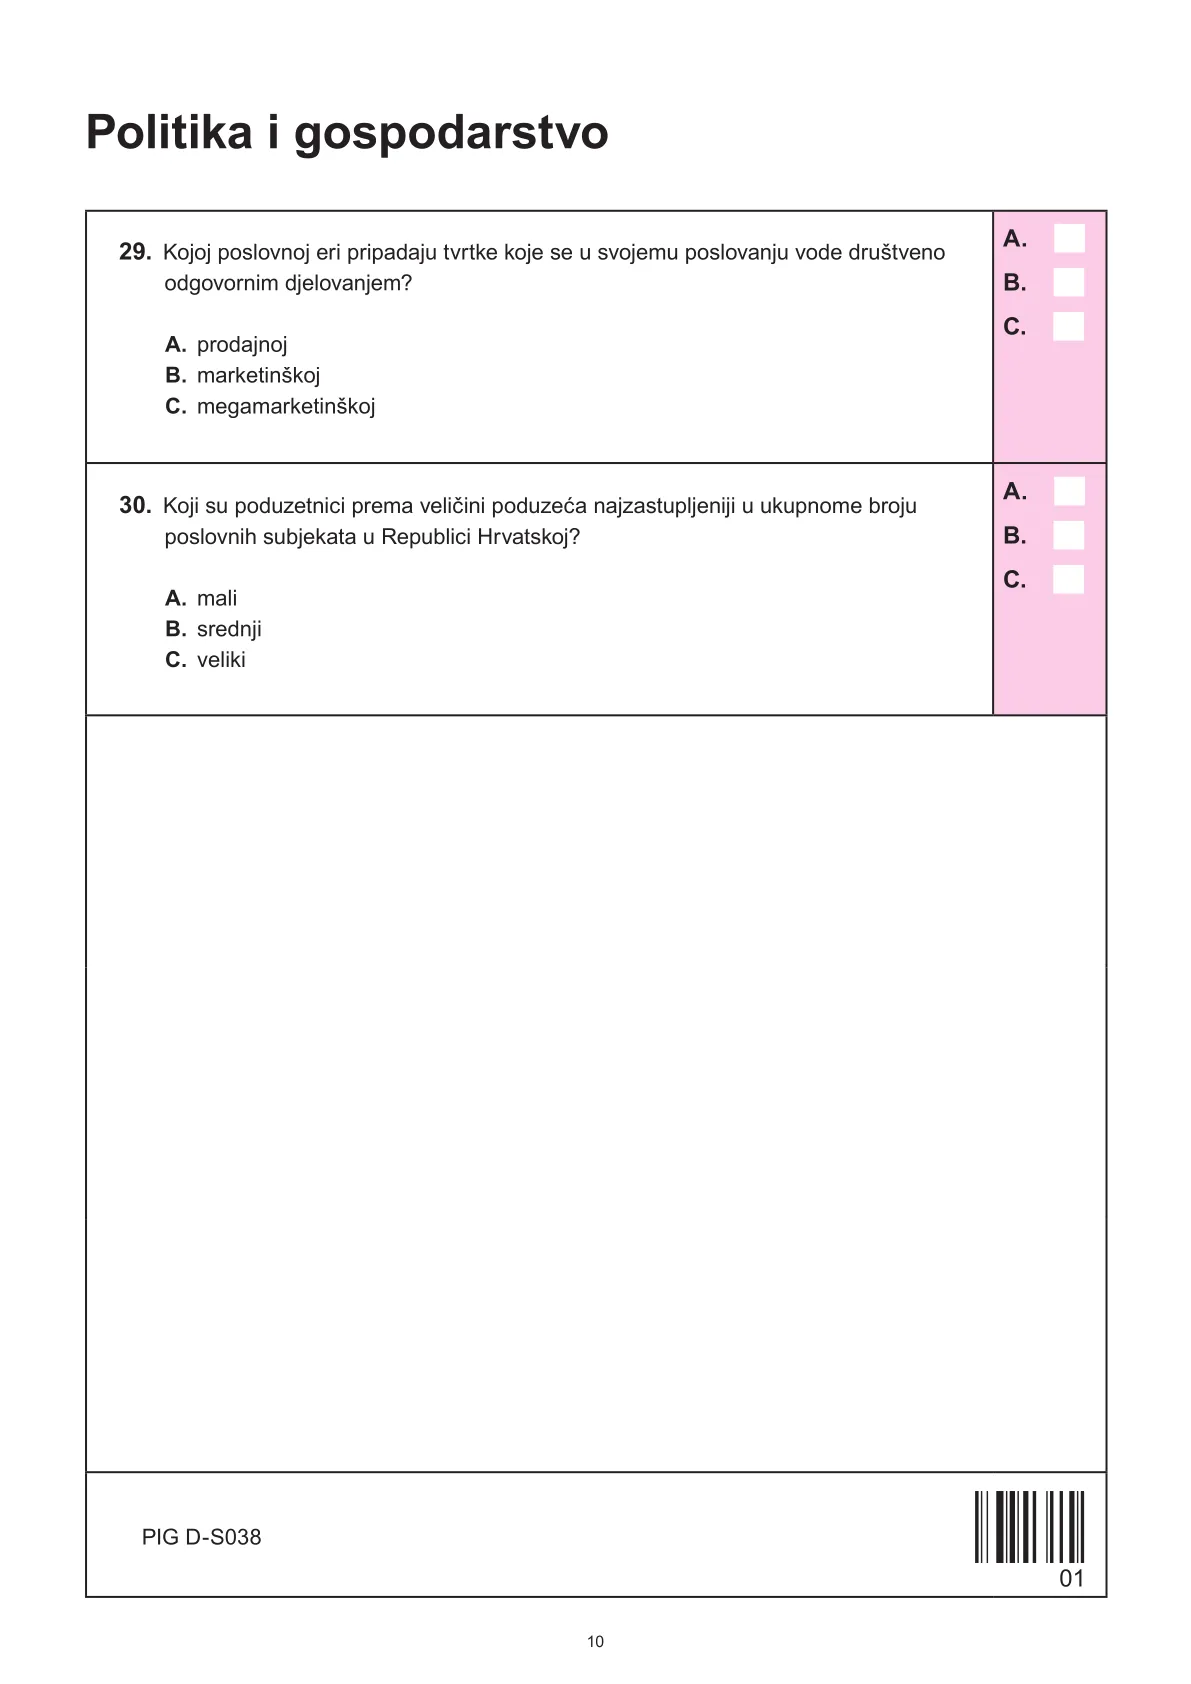 Politika i gospodarstvo
29. Kojoj poslovnoj eri pripadaju tvrtke koje se u svojemu poslovanju vode društveno
odgovornim djelovanjem?
A. prodajnoj
B. marketinškoj
C. megamarketinškoj
A.
B.
C.
30. Koji su poduzetnici prema veličini poduzeća najzastupljeniji u ukupnome broju
poslovnih subjekata u Republici Hrvatskoj?
A. mali
B. srednji
C. veliki
A.
B.
C.
PIG D-S038
01
10